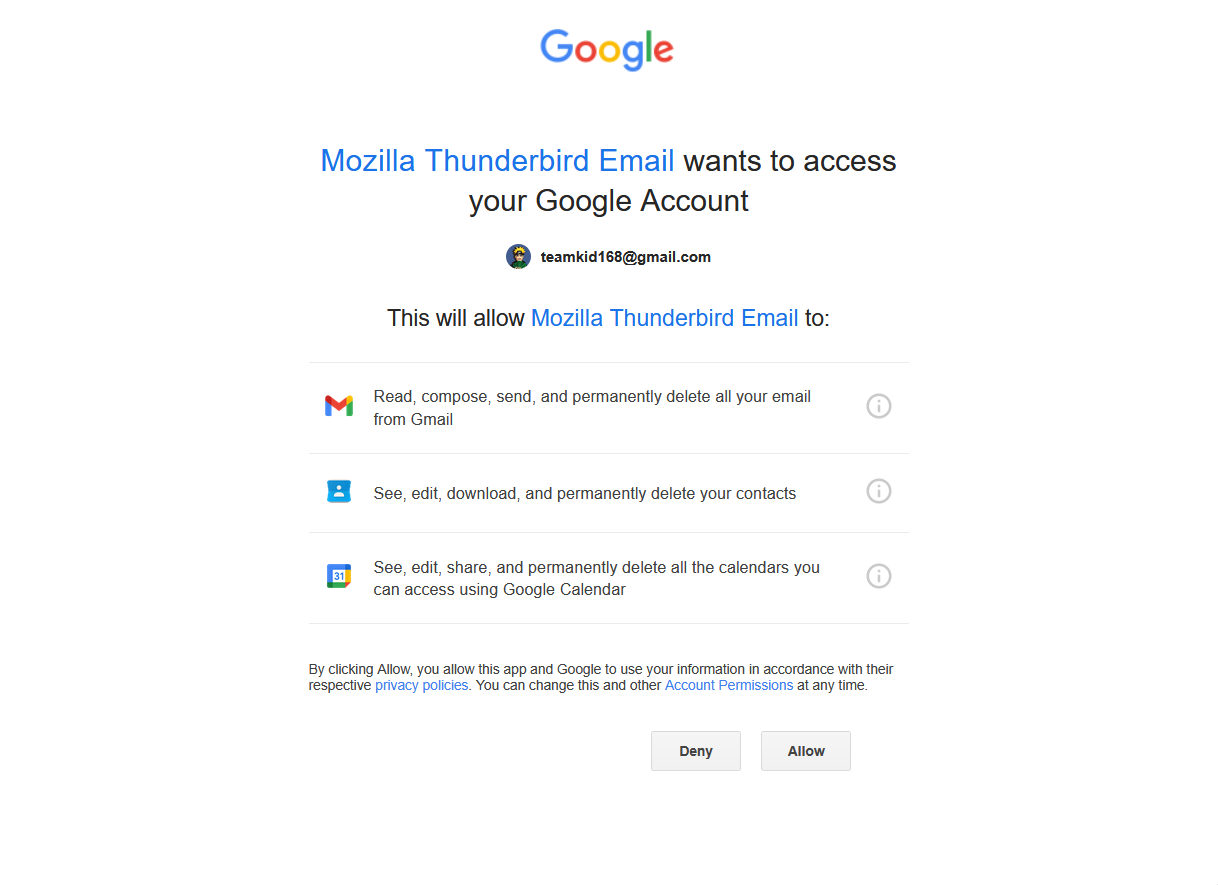 Google
Mozilla Thunderbird Email wants to access
your Google Account
teamkid168@gmail.com
This will allow Mozilla Thunderbird Email to:
Read, compose, send, and permanently delete all your email
from Gmail
See, edit, download, and permanently delete your contacts
31
See, edit, share, and permanently delete all the calendars you
can access using Google Calendar
By clicking Allow, you allow this app and Google to use your information in accordance with their
respective privacy policies. You can change this and other Account Permissions at any time.
Deny Allow